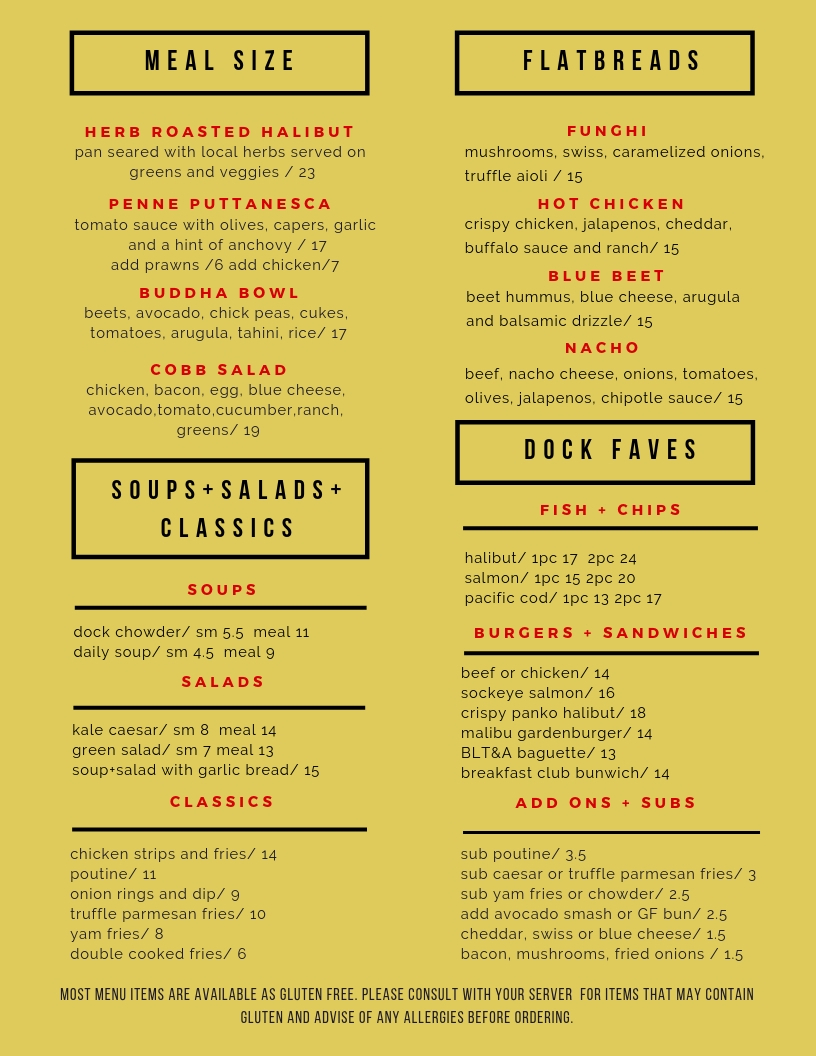 MEAL SIZE
HERB ROASTED HALIBUT
pan seared with local herbs served on
greens and veggies / 23
PENNE PUTTANESCA
tomato sauce with olives, capers, garlic
and a hint of anchovy / 17
add prawns /6 add chicken/7
BUDDHA BOWL
beets, avocado, chick peas, cukes,
tomatoes, arugula, tahini, rice/ 17
COBB SALAD
chicken, bacon, egg, blue cheese,
avocado,tomato,cucumber,ranch,
greens/ 19
SOUPS+SALADS+
CLASSICS
SOUPS
dock chowder/ sm 5.5  meal 11
daily soup/ sm 4.5  meal 9
SALADS
kale caesar/ sm 8  meal 14
green salad/ sm 7 meal 13
soup+salad with garlic bread/ 15
CLASSICS
chicken strips and fries/ 14
poutine/ 11
onion rings and dip/ 9
truffle parmesan fries/ 10
yam fries/ 8
double cooked fries/ 6
FLATBREADS
FUNGHI
mushrooms, swiss, caramelized onions,
truffle aioli / 15
HOT CHICKEN
crispy chicken, jalapenos, cheddar,
buffalo sauce and ranch/ 15
BLUE BEET
beet hummus, blue cheese, arugula
and balsamic drizzle/ 15
NACHO
beef, nacho cheese, onions, tomatoes,
olives, jalapenos, chipotle sauce/ 15
DOCK FAVES
FISH + CHIPS
halibut/ 1pc 17  2pc 24
salmon/ 1pc 15 2pc 20
pacific cod/ 1pc 13 2pc 17
BURGERS + SANDWICHES
beef or chicken/ 14
sockeye salmon/ 16
crispy panko halibut/ 18
malibu gardenburger/ 14
BLT&A baguette/ 13
breakfast club bunwich/ 14
ADD ONS + SUBS
sub poutine/ 3.5
sub caesar or truffle parmesan fries/ 3
sub yam fries or chowder/ 2.5
add avocado smash or GF bun/ 2.5
cheddar, swiss or blue cheese/ 1.5
bacon, mushrooms, fried onions / 1.5
MOST MENU ITEMS ARE AVAILABLE AS GLUTEN FREE. PLEASE CONSULT WITH YOUR SERVER  FOR ITEMS THAT MAY CONTAIN
GLUTEN AND ADVISE OF ANY ALLERGIES BEFORE ORDERING.